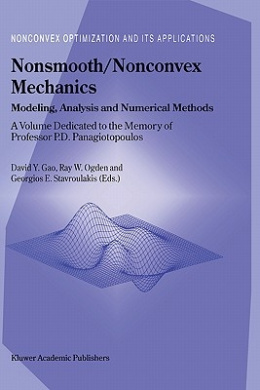 NONCONVEX OPTIMIZATION AND ITS APPLICATIONS
Nonsmooth/Nonconvex
Mechanics
Modeling, Analysis and Numerical Methods
A Volume Dedicated to the Memory of
Professor P.D. Panagiotopoulos
David Y. Gao, Ray W. Ogden and
Georgios E. Stavroulakis (Eds.)
Kluwer Academic Publishers